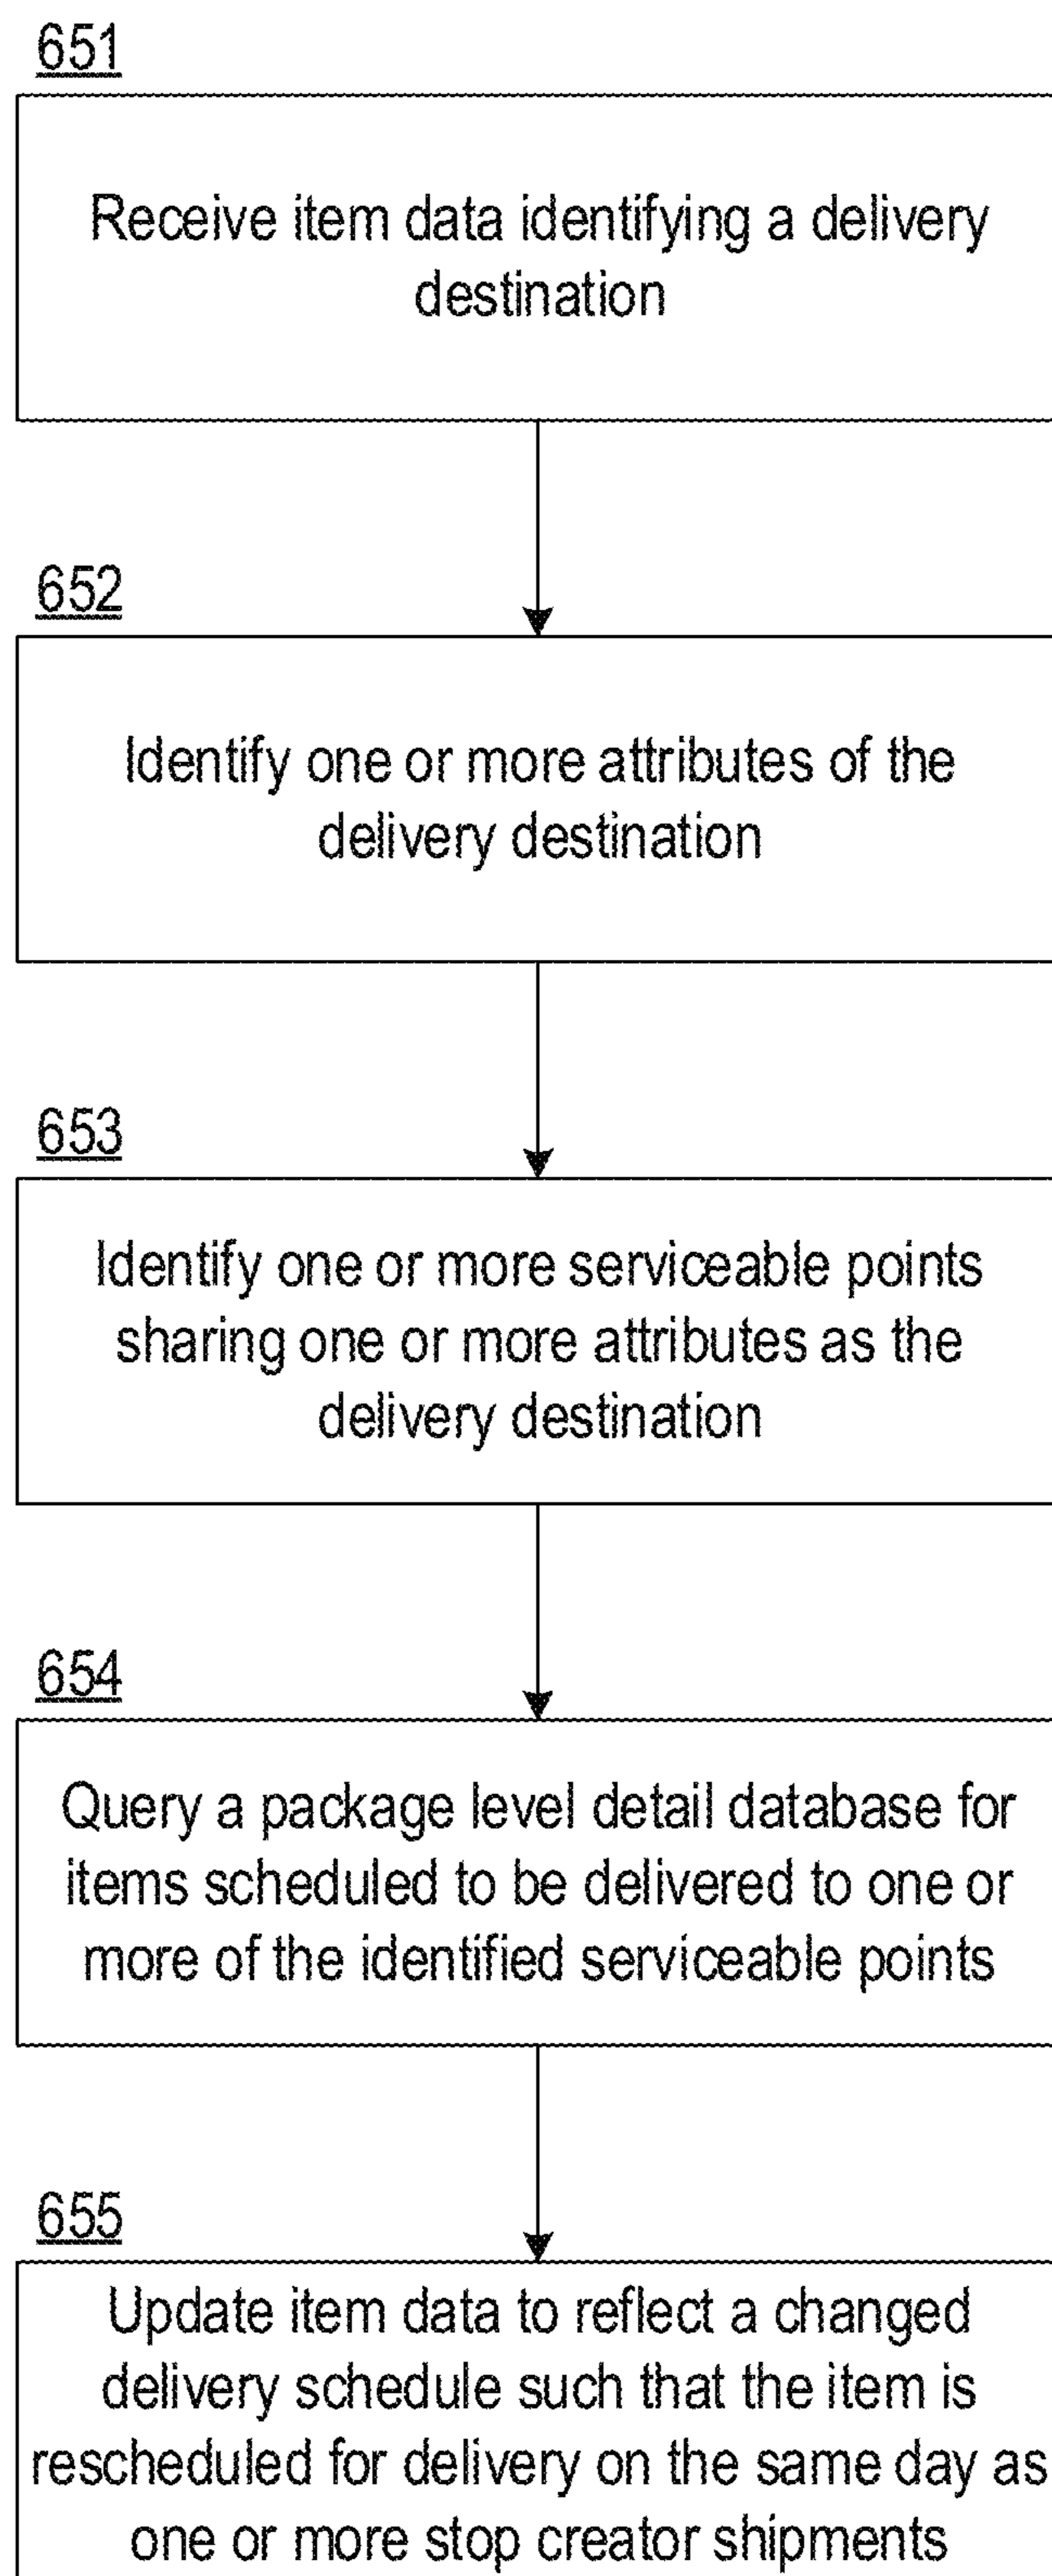 651
Receive item data identifying a delivery
destination
652
Identify one or more attributes of the
delivery destination
653
Identify one or more serviceable points
sharing one or more attributes as the
delivery destination
654
Query a package level detail database for
items scheduled to be delivered to one or
more of the identified serviceable points
655
Update item data to reflect a changed
delivery schedule such that the item is
rescheduled for delivery on the same day as
one or more stop creator shipments